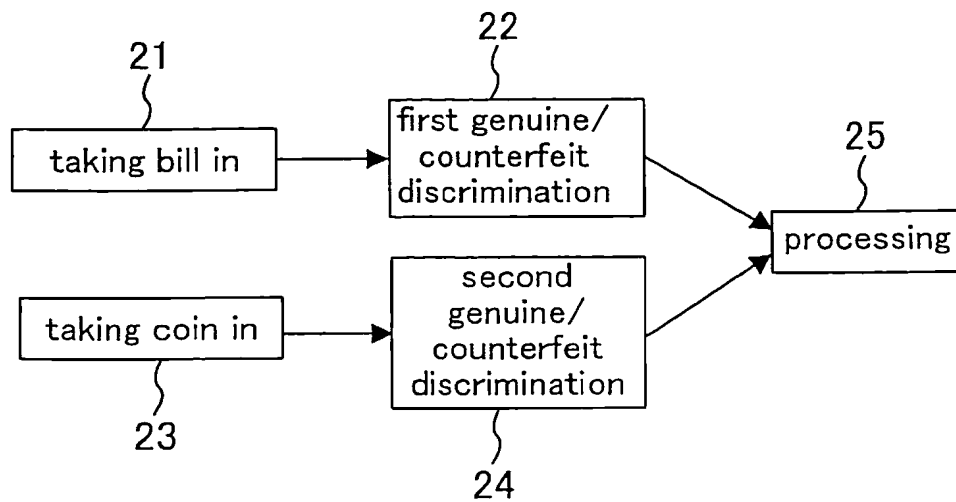 21
22
taking bill in
first genuine/
counterfeit
discrimination
25
processing
taking coin in
second
genuine/
counterfeit
discrimination
23
24